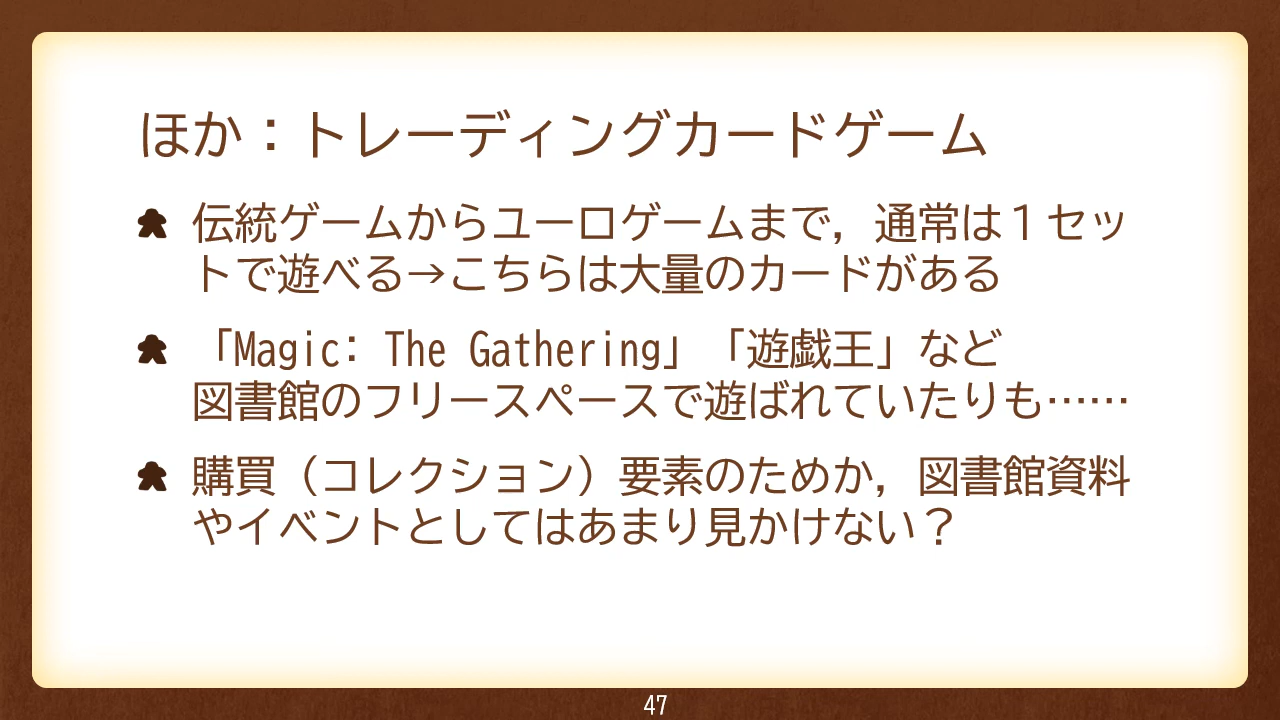 ほか：トレーディングカードゲーム
伝統ゲームからユーロゲームまで，通常は１セッ
トで遊べる→こちらは大量のカードがある
「Magic: The Gathering」「遊戯王」など
図書館のフリースペースで遊ばれていたりも……
購買（コレクション）要素のためか，図書館資料
やイベントとしてはあまり見かけない？
47